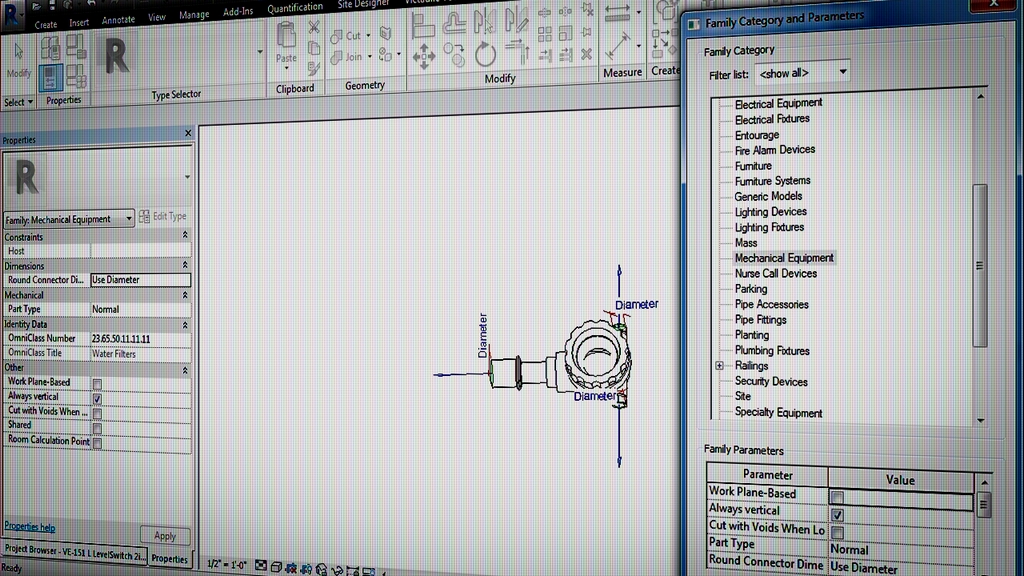 Create
Insert
Annotate
View
Manage
Add-Ins
Quantification
Site Designer
Modify
Select
Properties
Type Selector
Paste
Clipboard
Cut
Join
Geometry
Modify
Measure
Create
Properties
Family: Mechanical Equipment
Edit Type
Constraints
Host
Dimensions
Round Connector Di... Use Diameter
Mechanical
Part Type Normal
Identity Data
OmniClass Number 23.65.50.11.11.11
OmniClass Title Water Filters
Other
Work Plane-Based
Always vertical
Cut with Voids When ...
Shared
Room Calculation Point
Properties help
Apply
Project Browser - VE-151 L LevelSwitch 2i...
Properties
Ready
1/2" = 1'-0"
Diameter
Diameter
Diameter
Family Category and Parameters
Family Category
Filter list: <show all>
Electrical Equipment
Electrical Fixtures
Entourage
Fire Alarm Devices
Furniture
Furniture Systems
Generic Models
Lighting Devices
Lighting Fixtures
Mass
Mechanical Equipment
Nurse Call Devices
Parking
Pipe Accessories
Pipe Fittings
Planting
Plumbing Fixtures
Railings
Security Devices
Site
Specialty Equipment
Family Parameters
Parameter Value
Work Plane-Based
Always vertical
Cut with Voids When Lo
Part Type Normal
Round Connector Dime Use Diameter